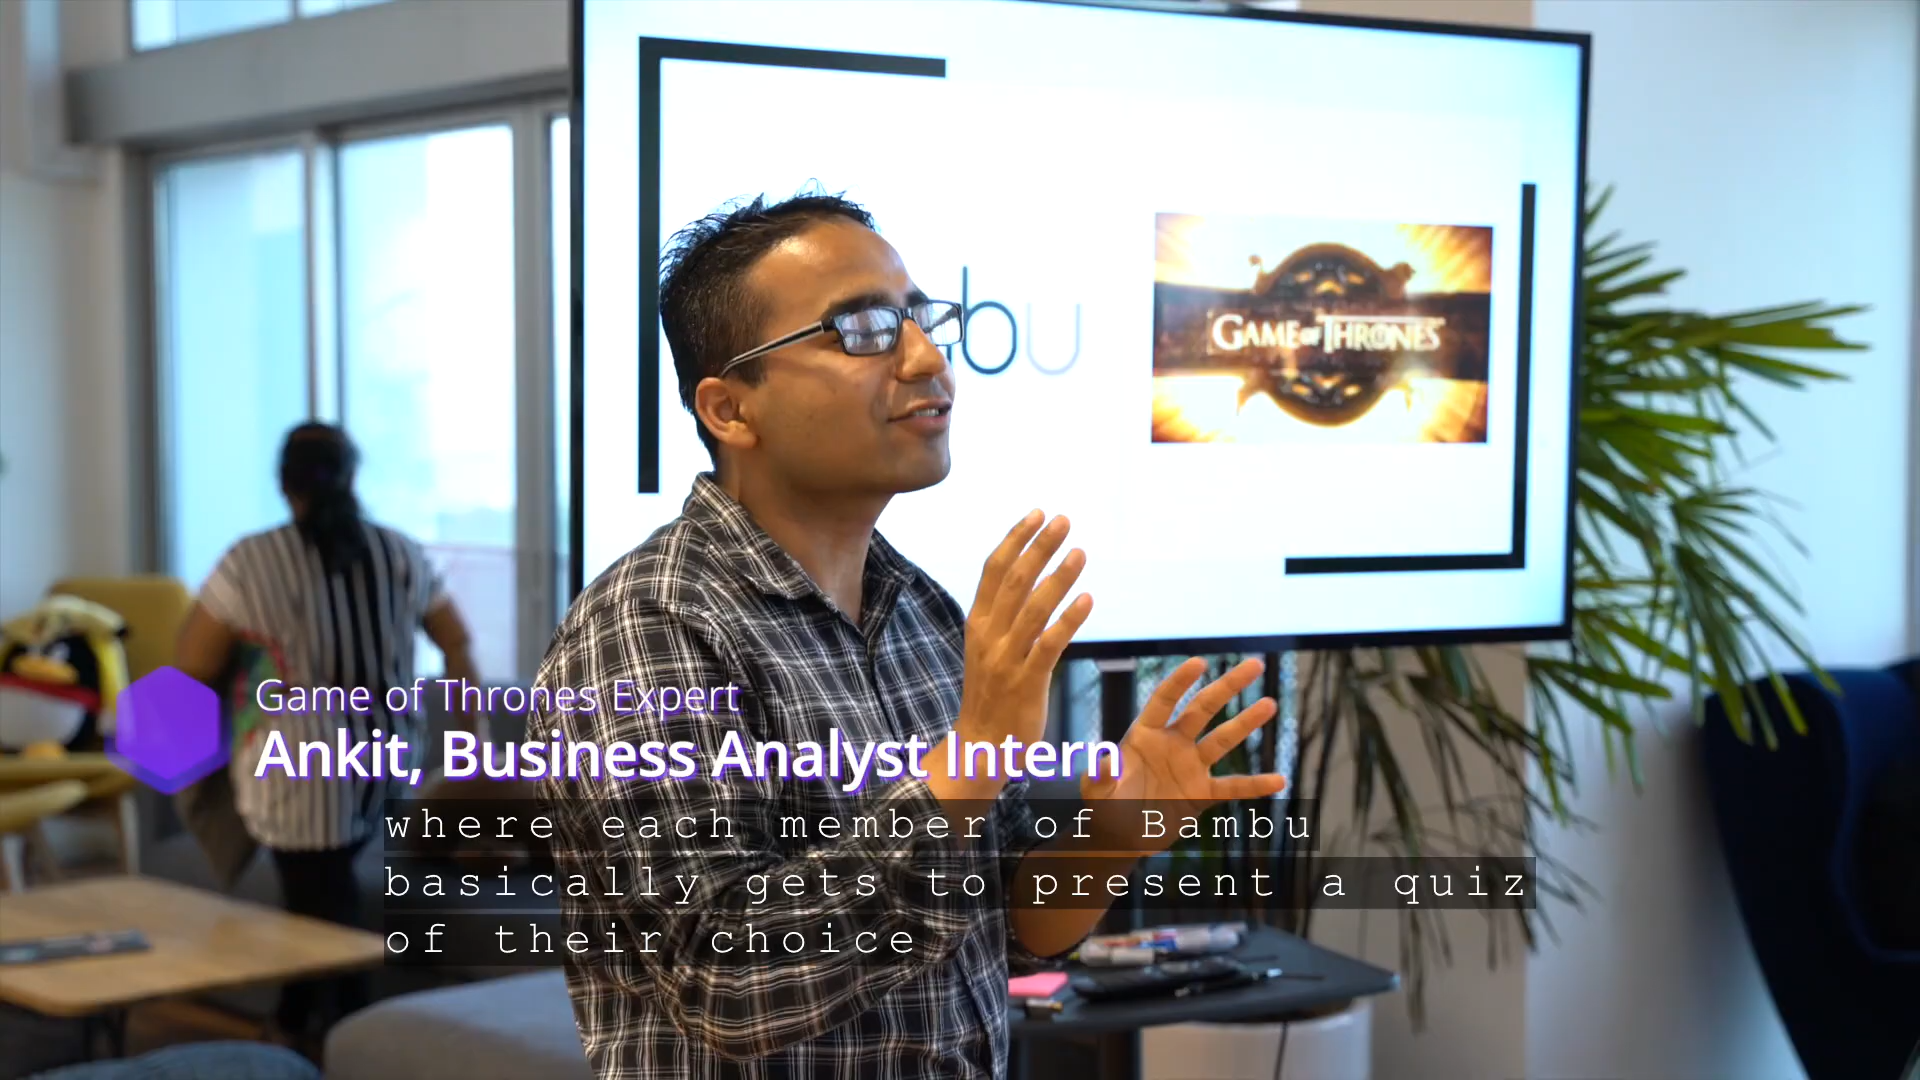 bu
GAME OF THRONES
Game of Thrones Expert
Ankit, Business Analyst Intern
where each member of Bambu
basically gets to present a quiz
of their choice